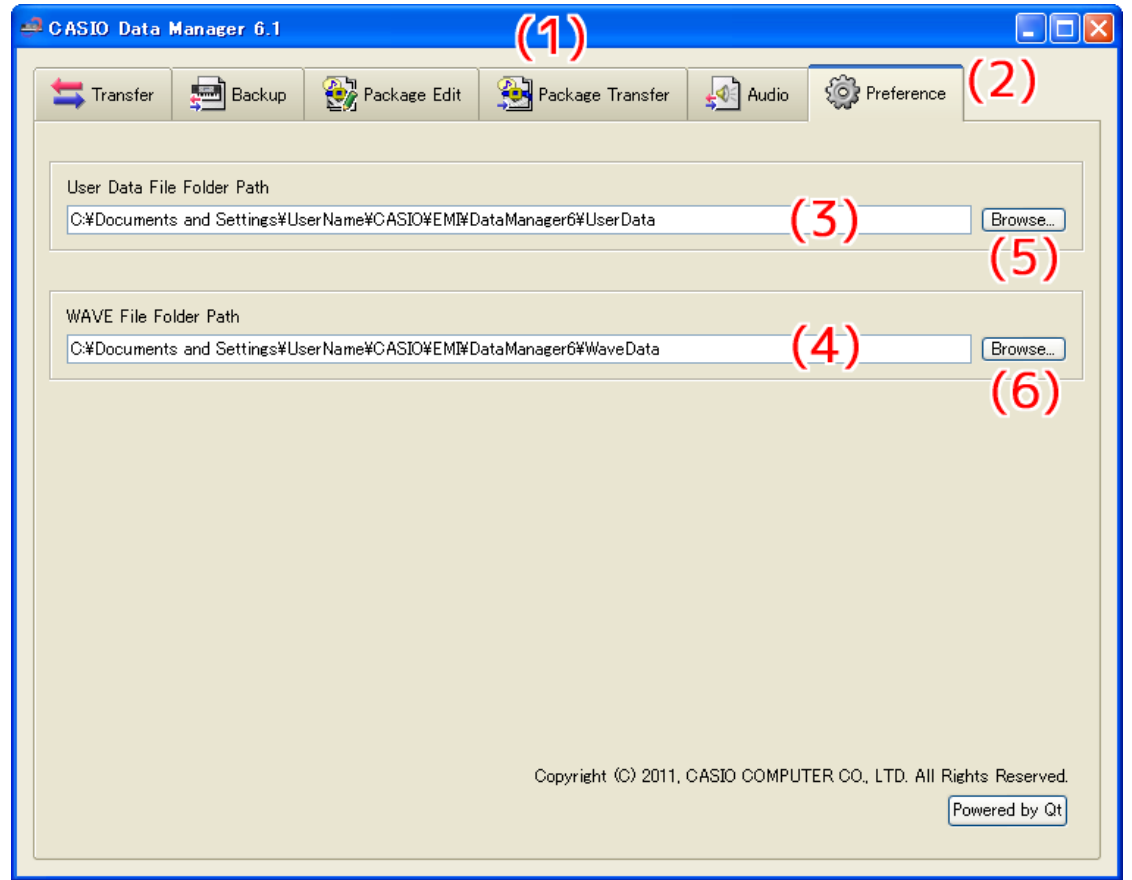 CASIO Data Manager 6.1
(1)
Transfer
Backup
Package Edit
Package Transfer
Audio
Preference
(2)
User Data File Folder Path
C:¥Documents and Settings¥UserName¥CASIO¥EMI¥DataManager6¥UserData
(3)
Browse...
(5)
WAVE File Folder Path
C:¥Documents and Settings¥UserName¥CASIO¥EMI¥DataManager6¥WaveData
(4)
Browse...
(6)
Copyright (C) 2011, CASIO COMPUTER CO., LTD. All Rights Reserved.
Powered by Qt